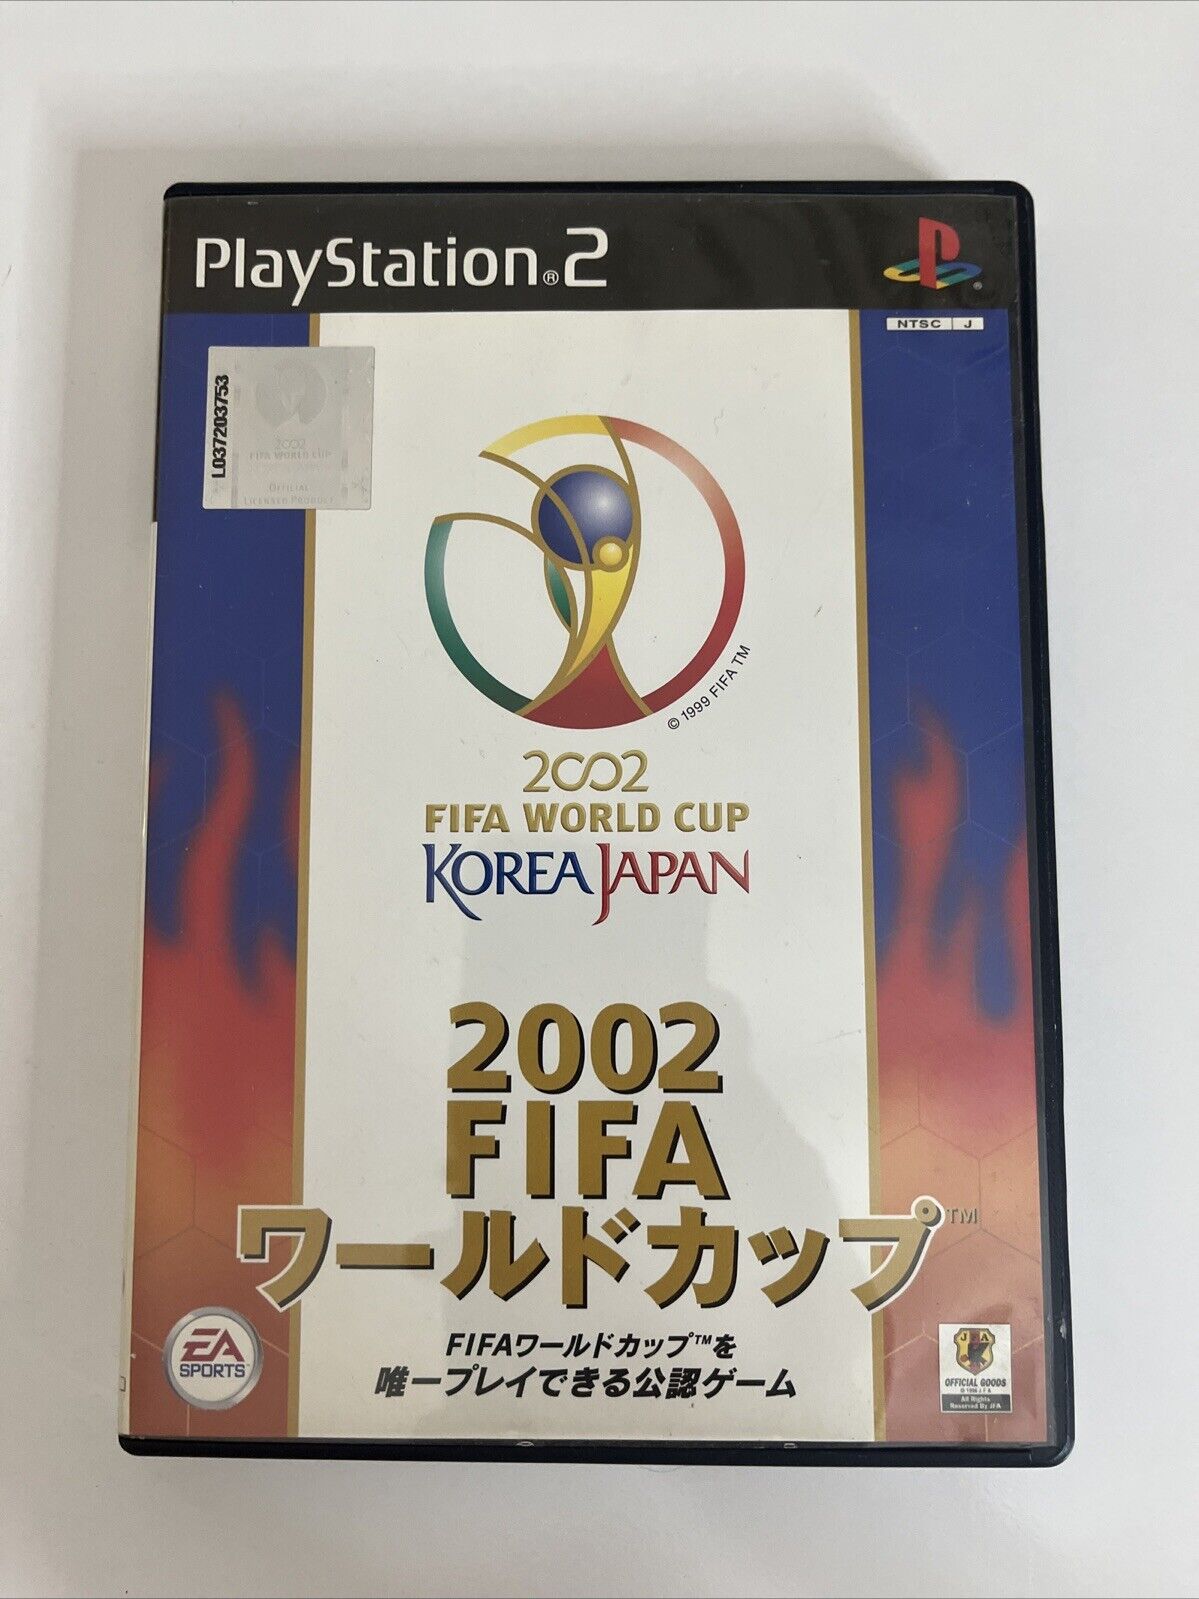 PlayStation®2
NTSC J
L037203753
2002
FIFA WORLD CUP
OFFICIAL
LICENSED PRODUCT
© 1999 FIFA TM
2002
FIFA WORLD CUP
KOREA JAPAN
2002
FIFA
ワールドカップ™
FIFAワールドカップ™を
唯一プレイできる公認ゲーム
EA
SPORTS™
JFA
OFFICIAL GOODS
© 1996 J F A
All Rights
Reserved By JFA